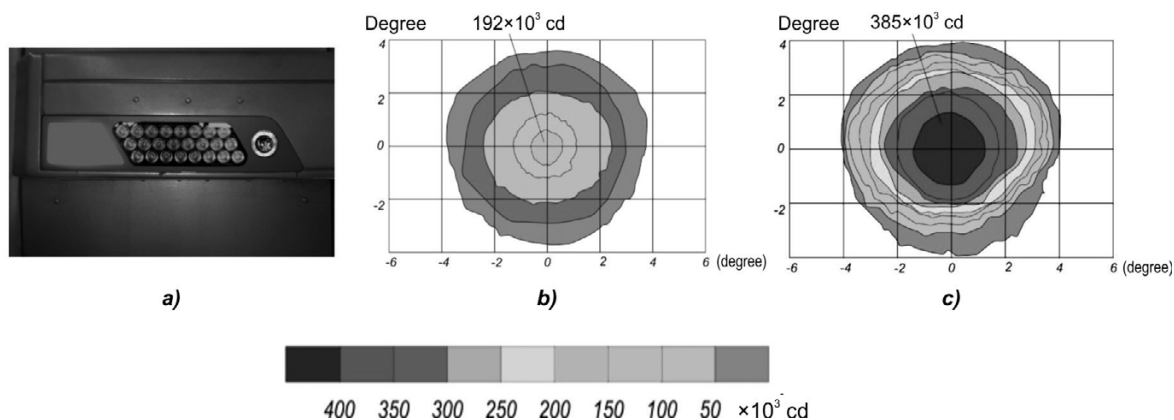 Degree
192×10³ cd
4
2
0
-2
-6 -4 -2 0 2 4 6 (degree)
Degree
385×10³ cd
4
2
0
-2
-6 -4 -2 0 2 4 6 (degree)
a)
b)
c)
400 350 300 250 200 150 100 50 ×10³ cd